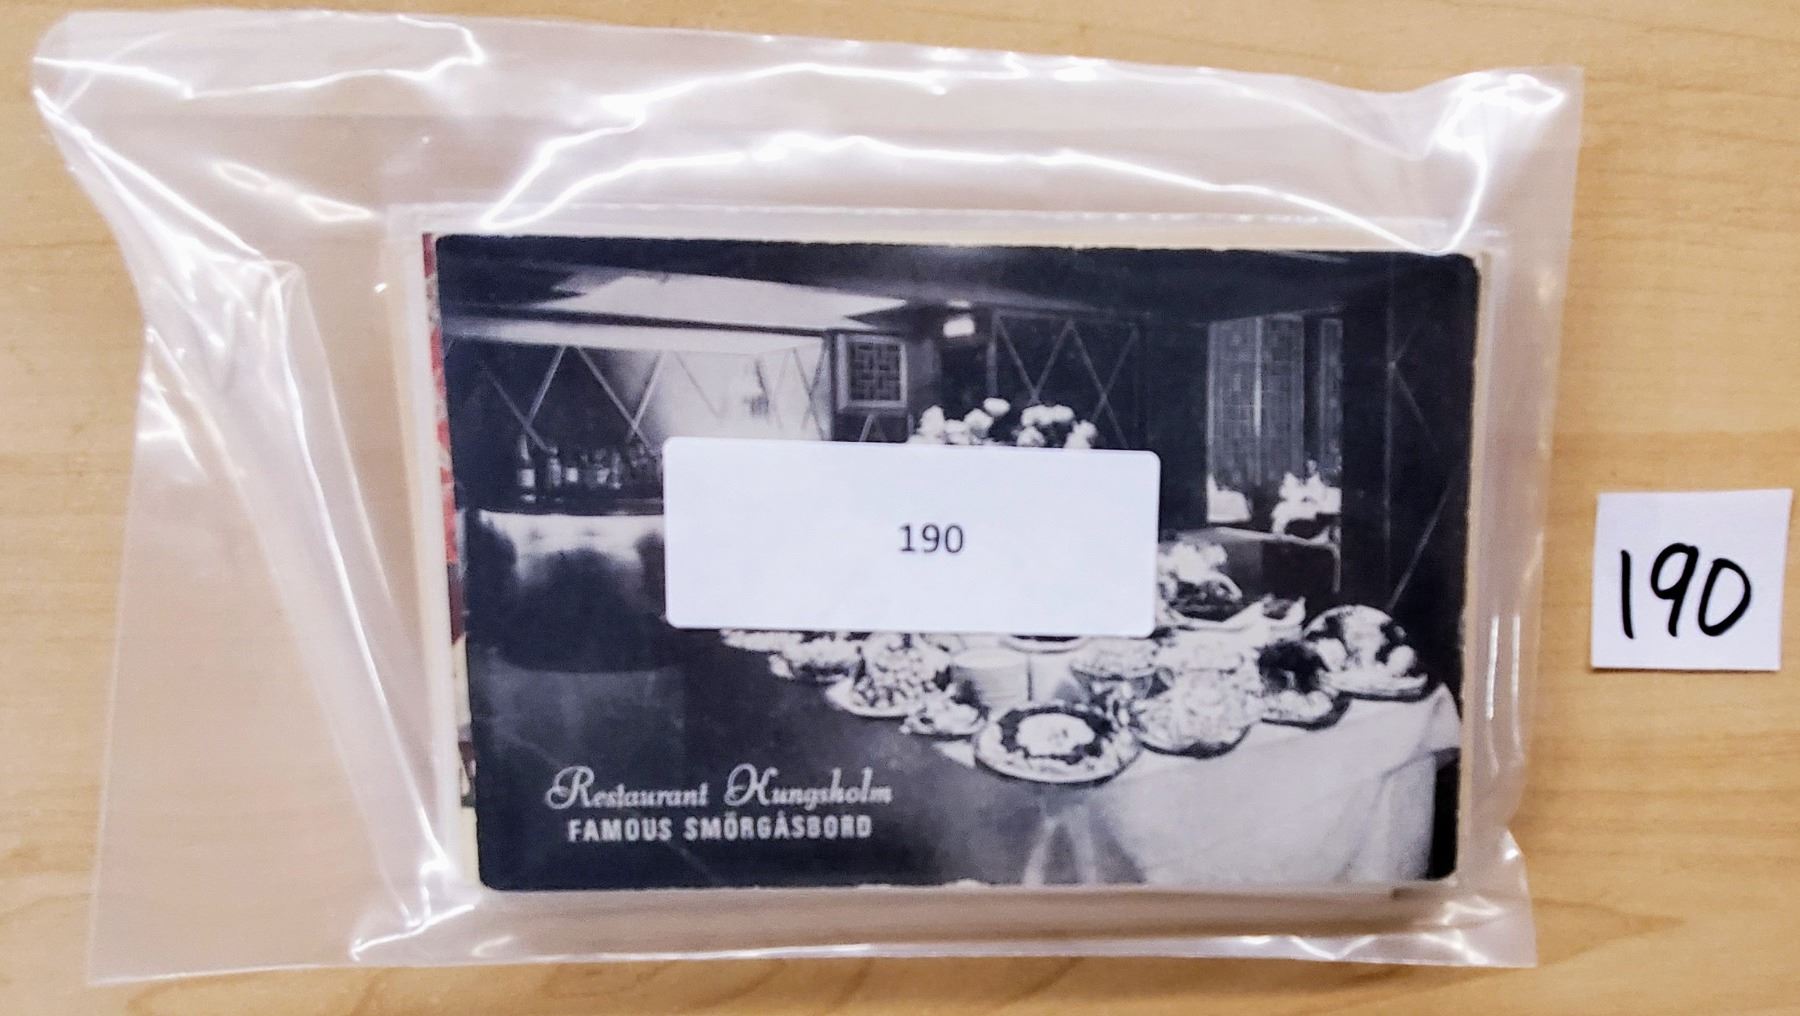 190
Restaurant Kungsholm
FAMOUS SMÖRGÅSBORD
190